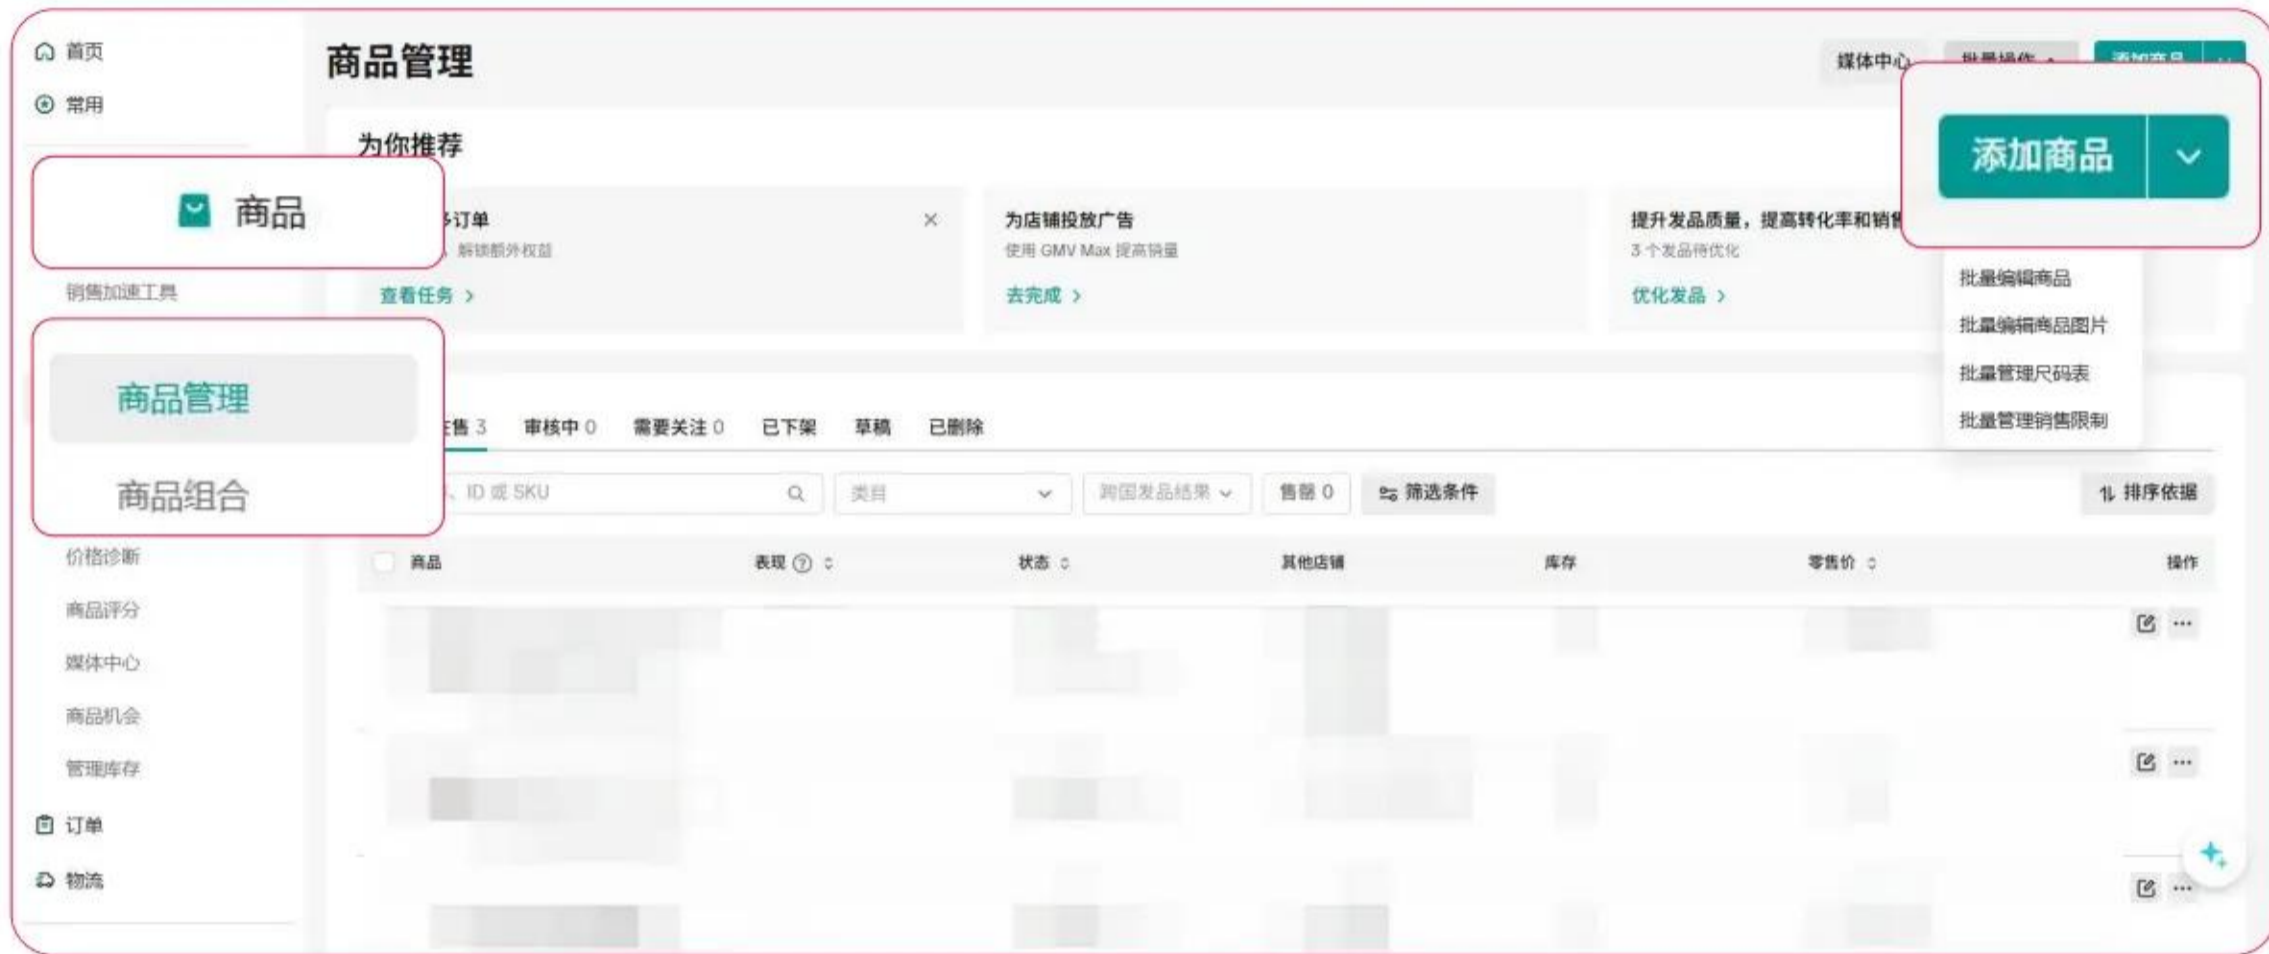 首页
常用
商品
销售加速工具
商品管理
商品组合
价格诊断
商品评分
媒体中心
商品机会
管理库存
订单
物流
商品管理
媒体中心
批量操作
添加商品
添加商品
为你推荐
订单
解锁额外权益
查看任务
为店铺投放广告
使用 GMV Max 提高销量
去完成
提升发品质量，提高转化率和销售
3 个发品待优化
优化发品
批量编辑商品
批量编辑商品图片
批量管理尺码表
批量管理销售限制
售 3 审核中 0 需要关注 0 已下架 草稿 已删除
、ID 或 SKU 类目 跨国发品结果 售罄 0 筛选条件 排序依据
商品 表现 状态 其他店铺 库存 零售价 操作